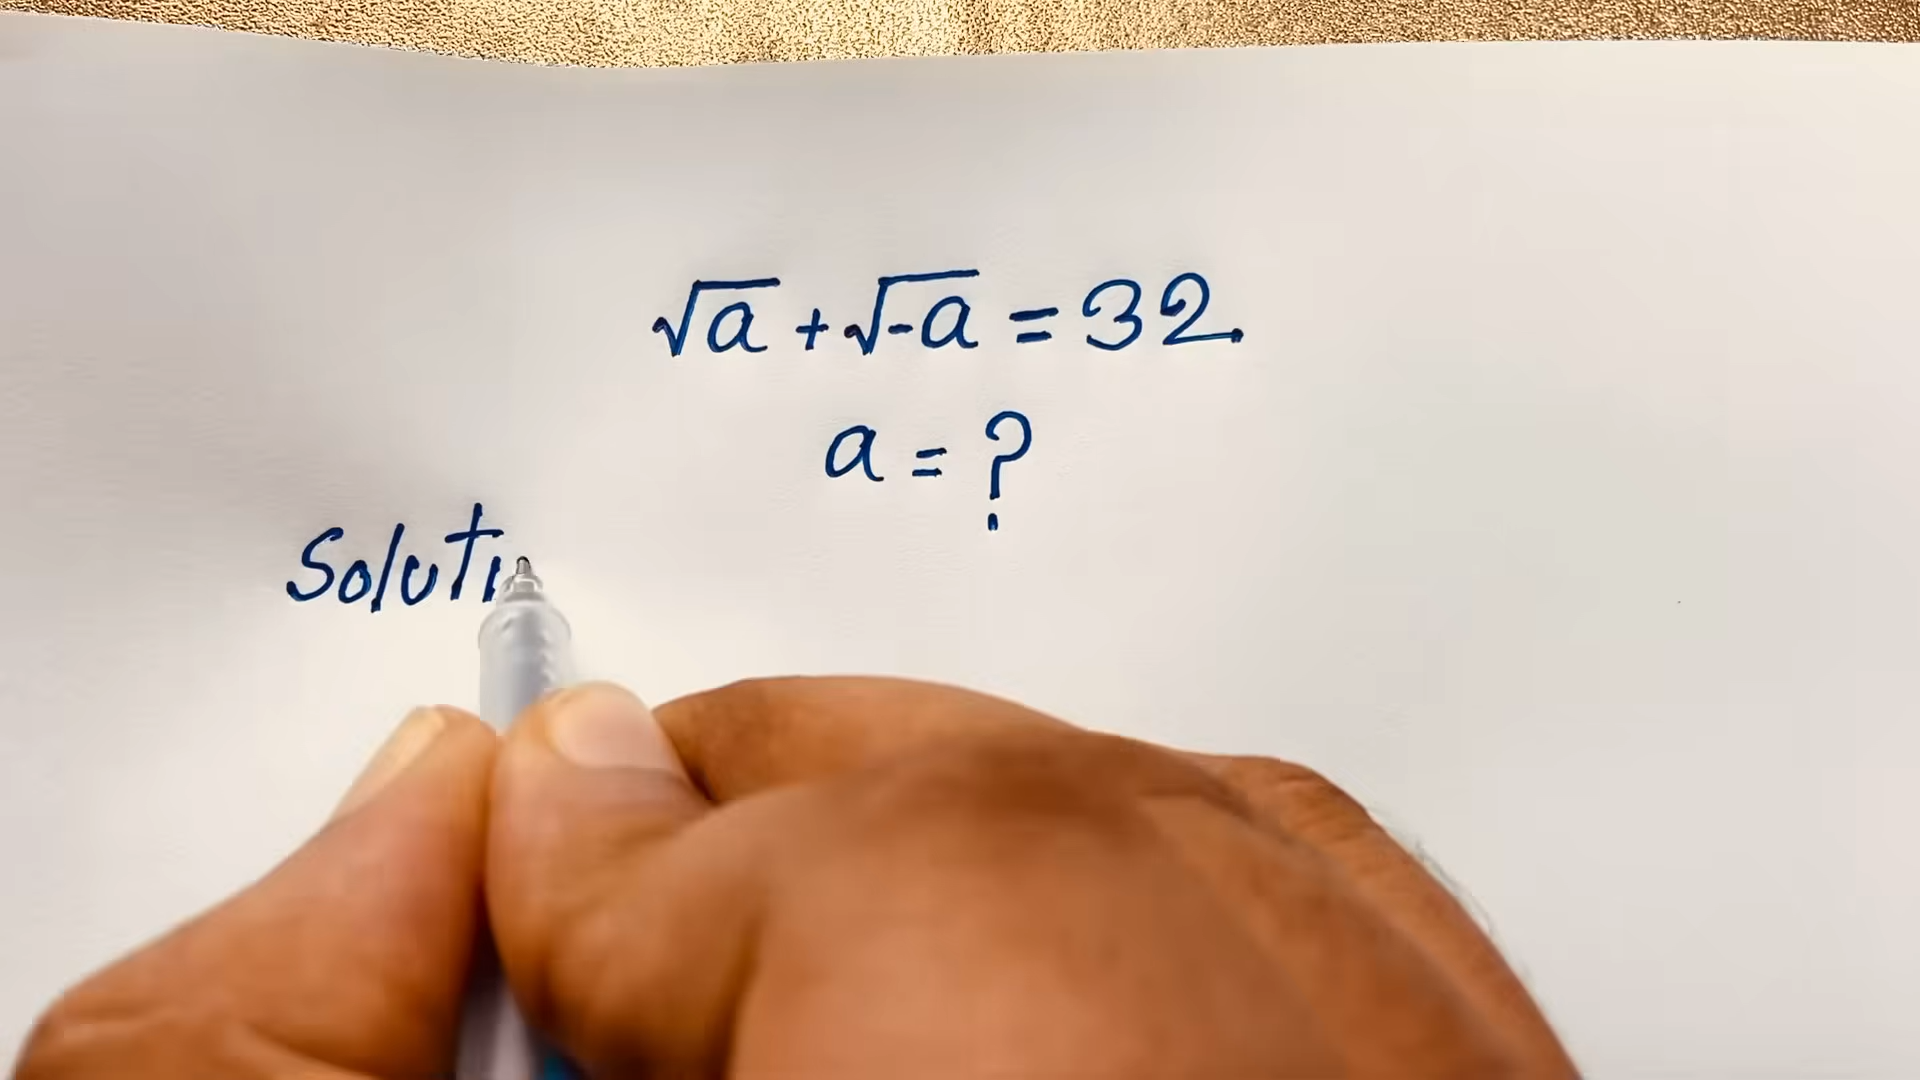 √a + √-a = 32.
a = ?
Soluti